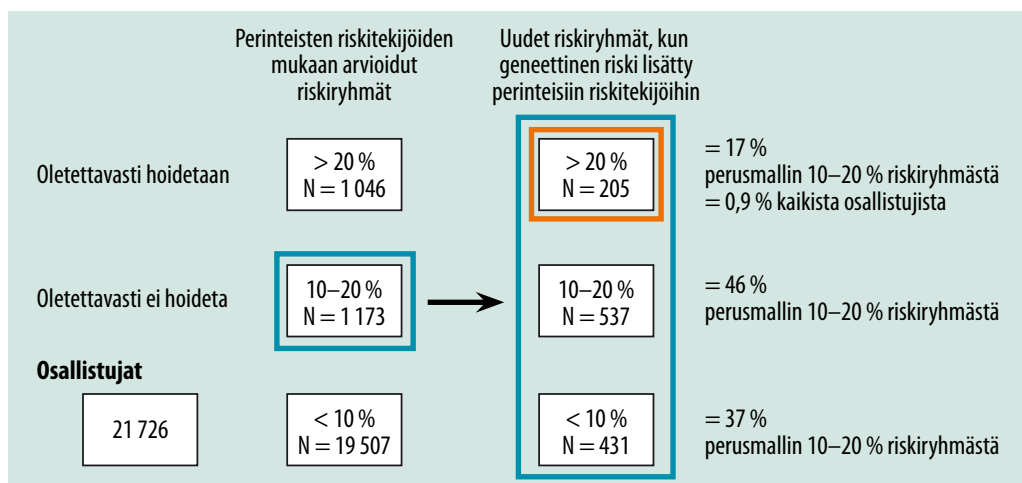 Perinteisten riskitekijöiden
mukaan arvioidut
riskiryhmät
Uudet riskiryhmät, kun
geneettinen riski lisätty
perinteisiin riskitekijöihin
Oletettavasti hoidetaan
> 20 %
N = 1 046
> 20 %
N = 205
= 17 %
perusmallin 10–20 % riskiryhmästä
= 0,9 % kaikista osallistujista
Oletettavasti ei hoideta
10–20 %
N = 1 173
10–20 %
N = 537
= 46 %
perusmallin 10–20 % riskiryhmästä
Osallistujat
21 726
< 10 %
N = 19 507
< 10 %
N = 431
= 37 %
perusmallin 10–20 % riskiryhmästä